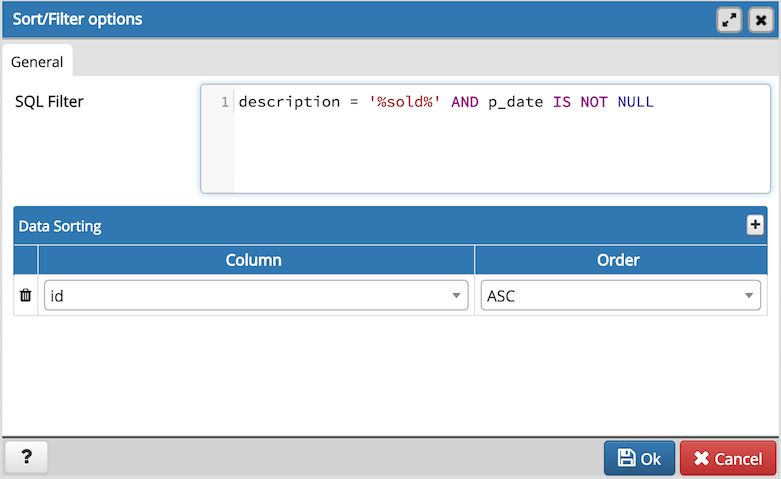 Sort/Filter options
General
SQL Filter
1 description = '%sold%' AND p_date IS NOT NULL
Data Sorting
Column Order
id ASC
? Ok Cancel